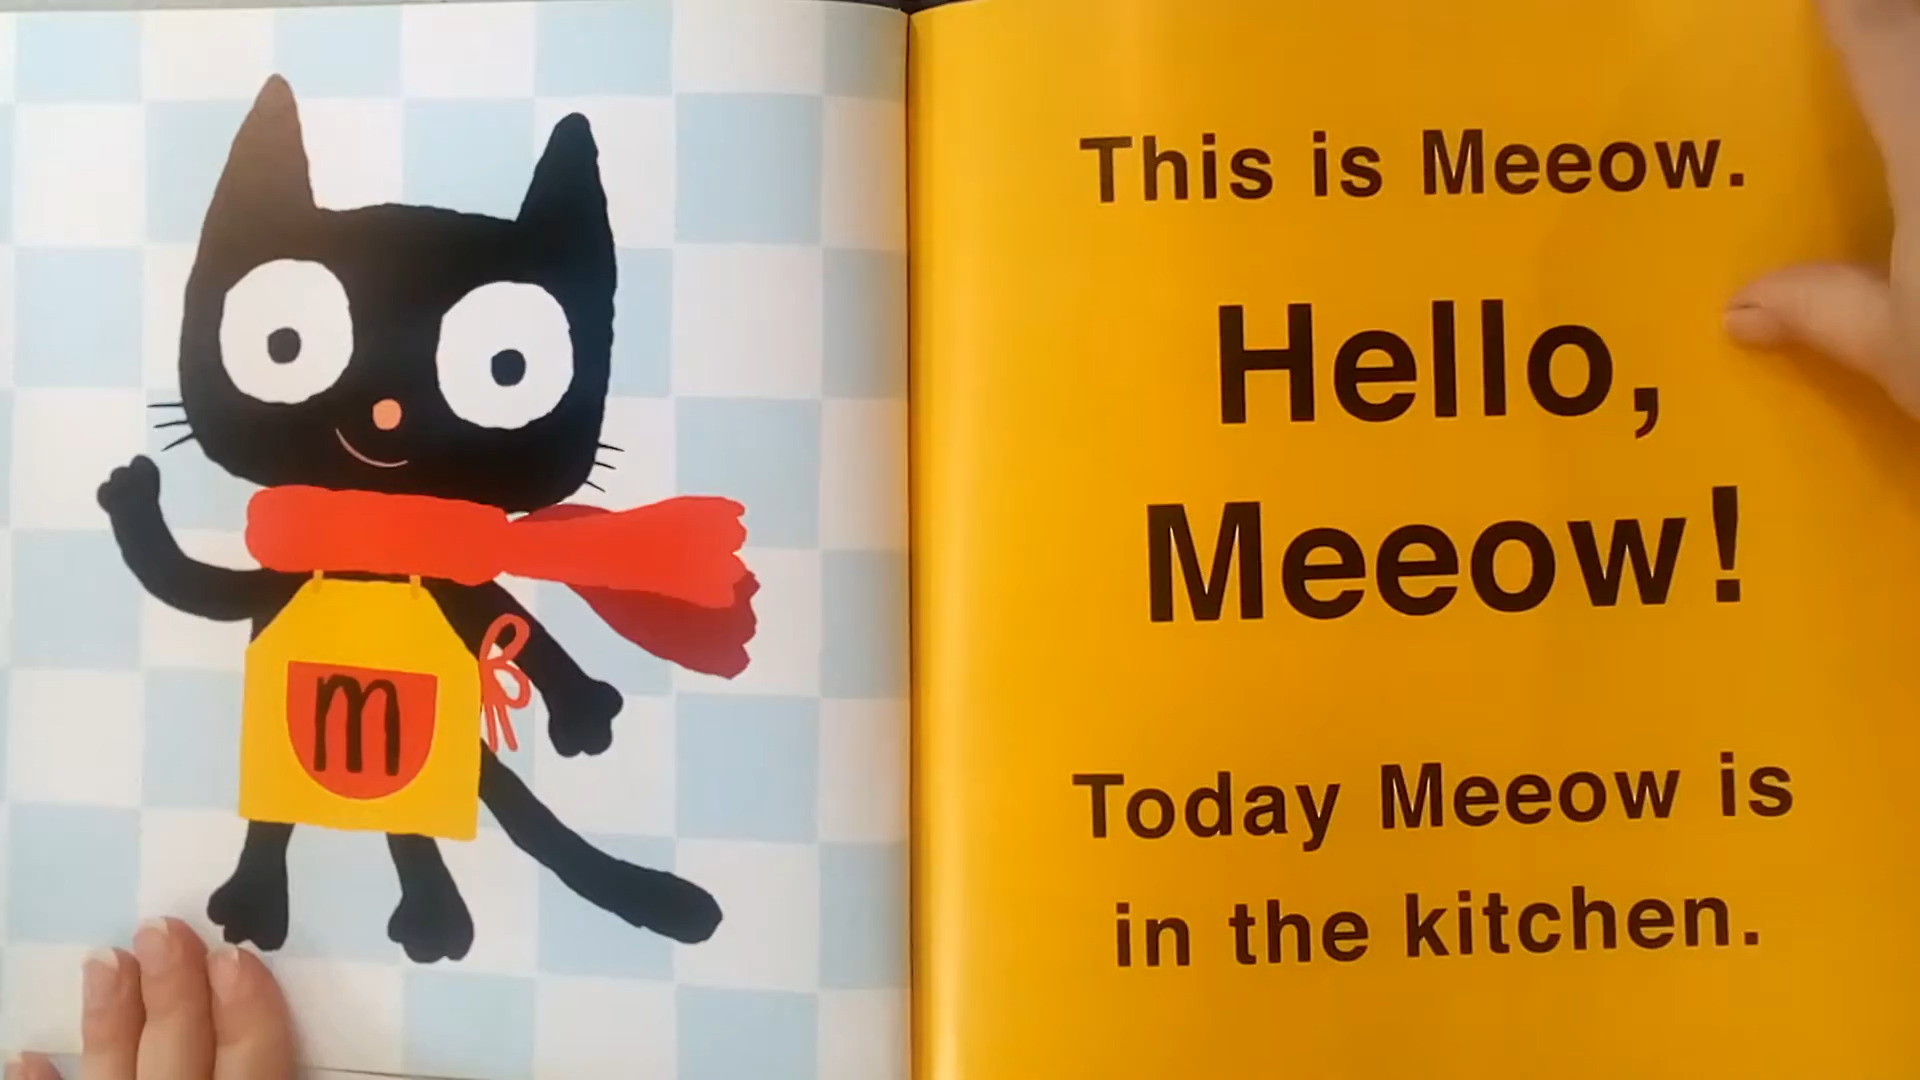 m
This is Meeow.
Hello,
Meeow!
Today Meeow is
in the kitchen.